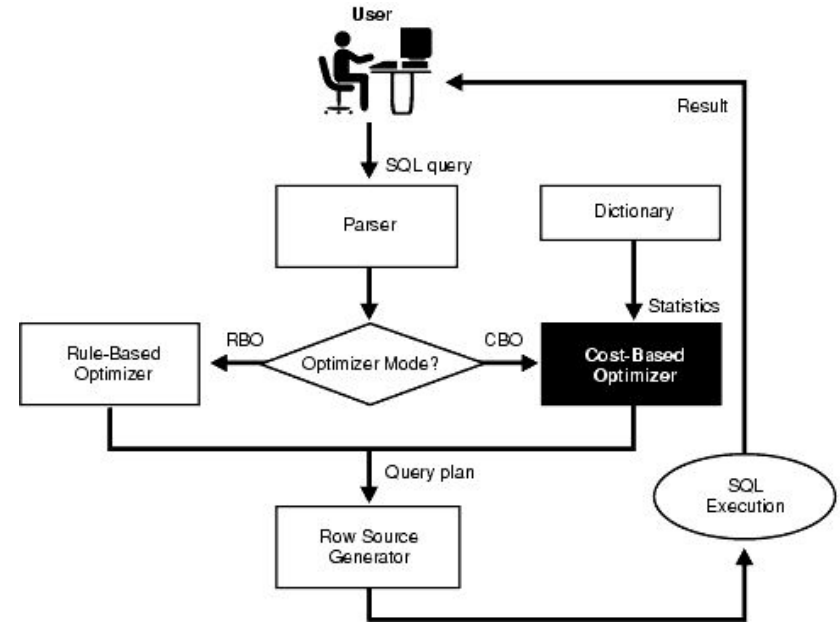 User
Result
SQL query
Parser
Dictionary
Statistics
RBO
CBO
Rule-Based
Optimizer
Optimizer Mode?
Cost-Based
Optimizer
Query plan
SQL
Execution
Row Source
Generator